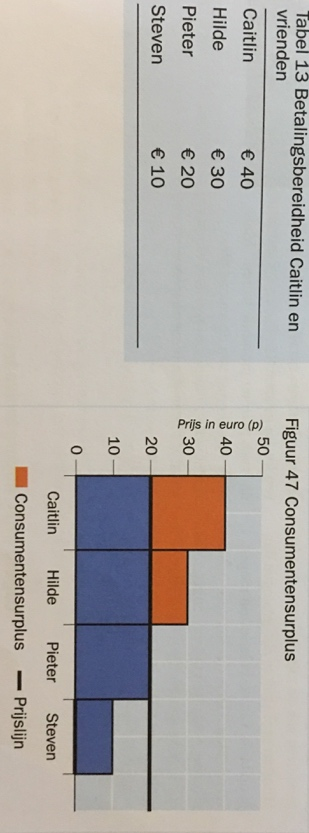 Tabel 13 Betalingsbereidheid Caitlin en
vrienden
Caitlin € 40
Hilde € 30
Pieter € 20
Steven € 10
Figuur 47 Consumentensurplus
Prijs in euro (p)
50
40
30
20
10
0
Caitlin Hilde Pieter Steven
Consumentensurplus Prijslijn